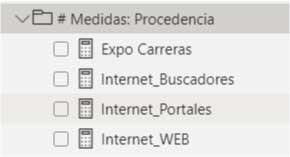 # Medidas: Procedencia
Expo Carreras
Internet_Buscadores
Internet_Portales
Internet_WEB